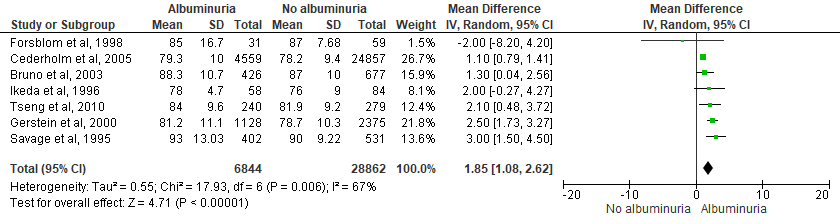 Albuminuria No albuminuria Mean Difference Mean Difference
Study or Subgroup Mean SD Total Mean SD Total Weight IV, Random, 95% CI IV, Random, 95% CI
Forsblom et al, 1998 85 16.7 31 87 7.68 59 1.5% -2.00 [-8.20, 4.20]
Cederholm et al, 2005 79.3 10 4559 78.2 9.4 24857 26.7% 1.10 [0.79, 1.41]
Bruno et al, 2003 88.3 10.7 426 87 10 677 16.8% 1.30 [0.04, 2.56]
Ikeda et al, 1996 78 4.7 58 76 9 84 8.0% 2.00 [-0.27, 4.27]
Tseng et al, 2010 84 9.6 240 81.9 9.2 279 12.7% 2.10 [0.48, 3.72]
Gerstein et al, 2000 81.2 11.1 1128 78.7 10.3 2375 21.8% 2.50 [1.73, 3.27]
Savage et al, 1995 93 13.03 402 90 9.22 531 13.6% 3.00 [1.50, 4.50]
Total (95% CI) 6844 28862 100.0% 1.85 [1.08, 2.62]
Heterogeneity: Tau² = 0.55; Chi² = 17.93, df = 6 (P = 0.006); I² = 67%
Test for overall effect: Z = 4.71 (P < 0.00001)
-20 -10 0 10 20
No albuminuria Albuminuria